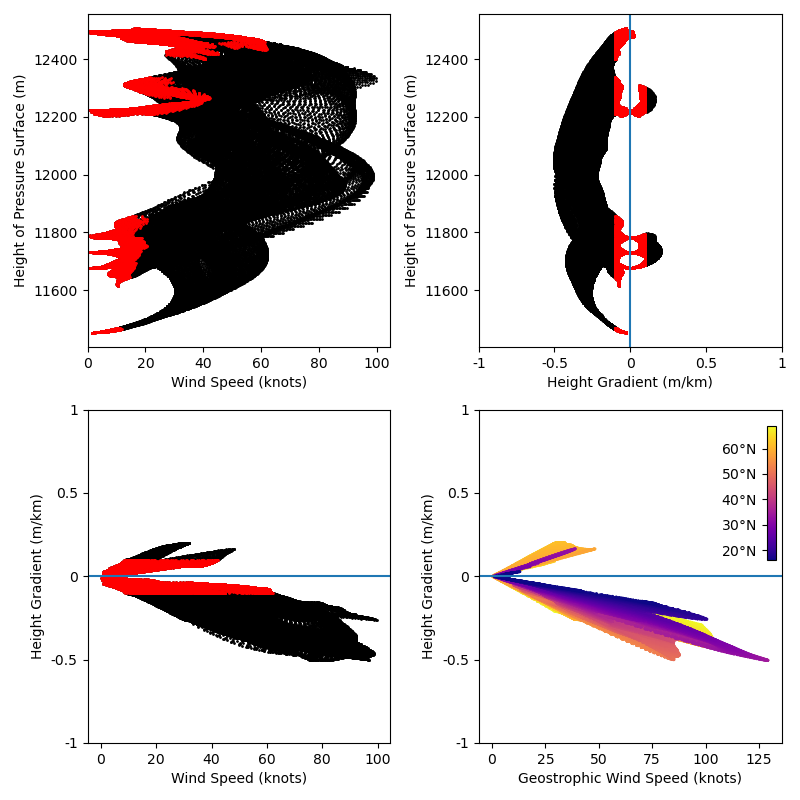 Height of Pressure Surface (m)
12400
12200
12000
11800
11600
0 20 40 60 80 100
Wind Speed (knots)
Height of Pressure Surface (m)
12400
12200
12000
11800
11600
-1 -0.5 0 0.5 1
Height Gradient (m/km)
Height Gradient (m/km)
1
0.5
0
-0.5
-1
0 20 40 60 80 100
Wind Speed (knots)
Height Gradient (m/km)
1
0.5
0
-0.5
-1
60°N
50°N
40°N
30°N
20°N
0 25 50 75 100 125
Geostrophic Wind Speed (knots)